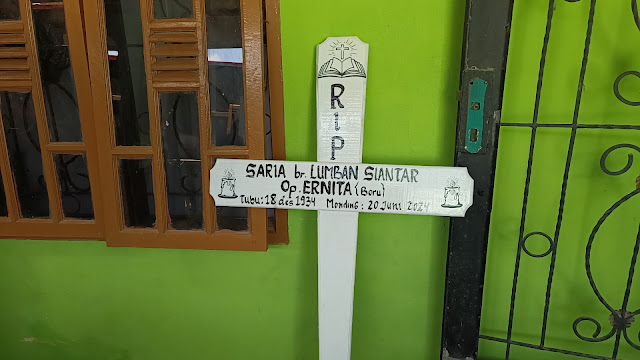 RiP
SARIA br. LUMBAN SIANTAR
Op. ERNITA (Boru)
Tubu: 18 des 1934 Monding: 20 Juni 2024